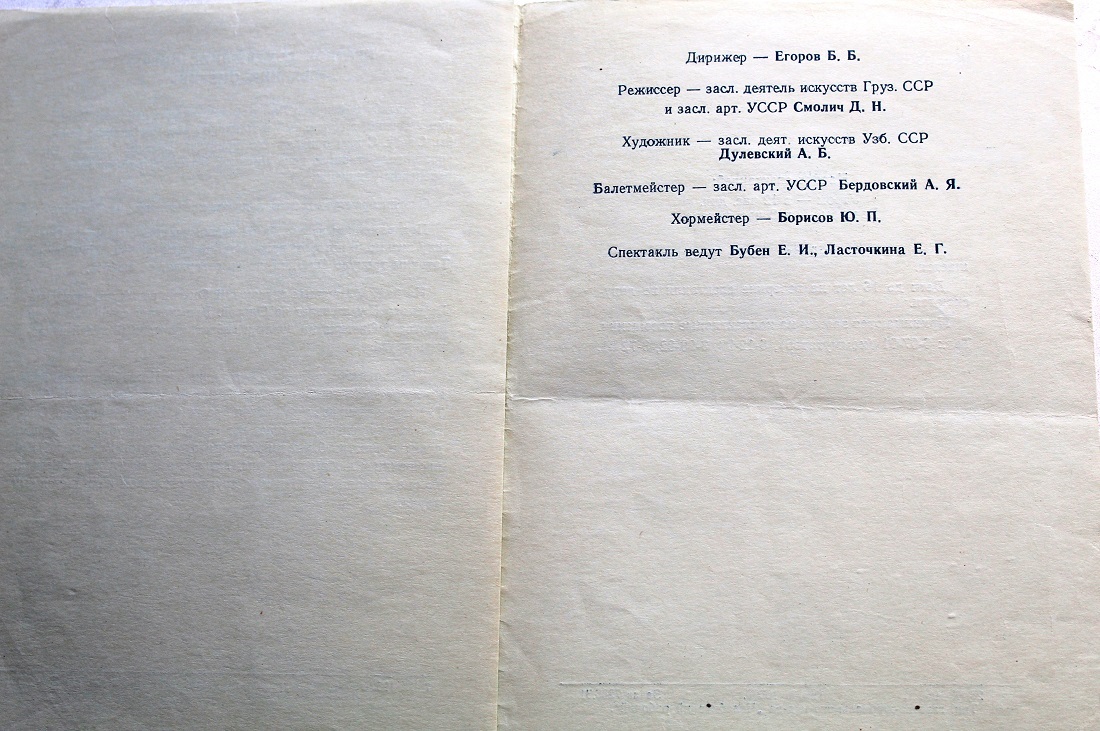 Дирижер — Егоров Б. Б.
Режиссер — засл. деятель искусств Груз. ССР
и засл. арт. УССР Смолич Д. Н.
Художник — засл. деят. искусств Узб. ССР
Дулевский А. Б.
Балетмейстер — засл. арт. УССР Бердовский А. Я.
Хормейстер — Борисов Ю. П.
Спектакль ведут Бубен Е. И., Ласточкина Е. Г.